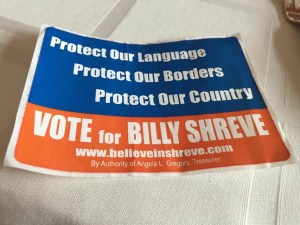 Protect Our Language
Protect Our Borders
Protect Our Country
VOTE for BILLY SHREVE
www.believeinshreve.com
By Authority of Angela L. Gregory, Treasurer